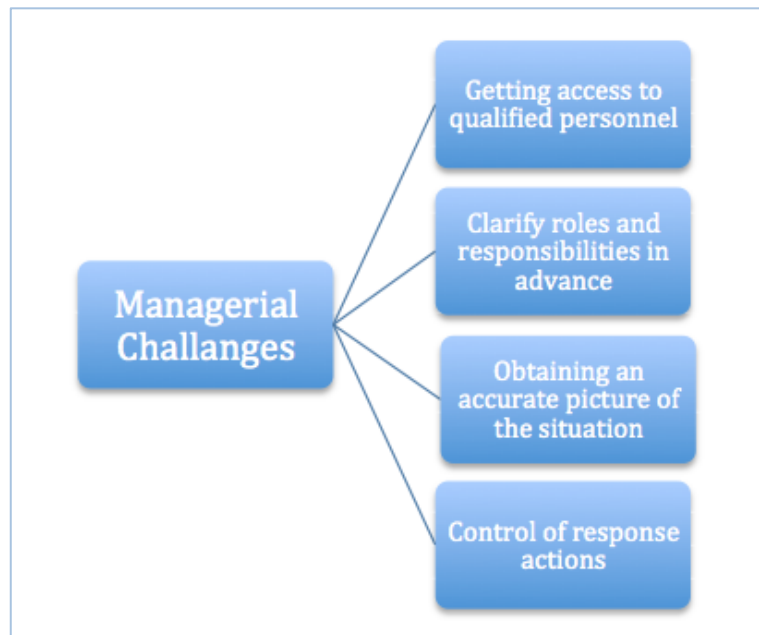 Getting access to
qualified personnel
Clarify roles and
responsibilities in
advance
Managerial
Challanges
Obtaining an
accurate picture of
the situation
Control of response
actions